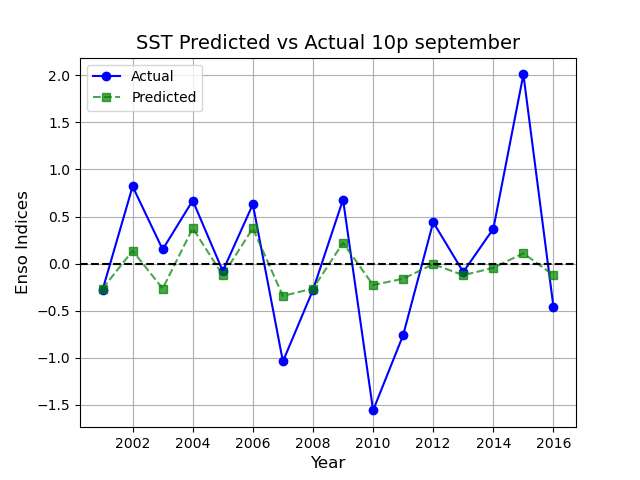 SST Predicted vs Actual 10p september
Actual
Predicted
2.0
1.5
1.0
0.5
0.0
−0.5
−1.0
−1.5
Enso Indices
2002 2004 2006 2008 2010 2012 2014 2016
Year